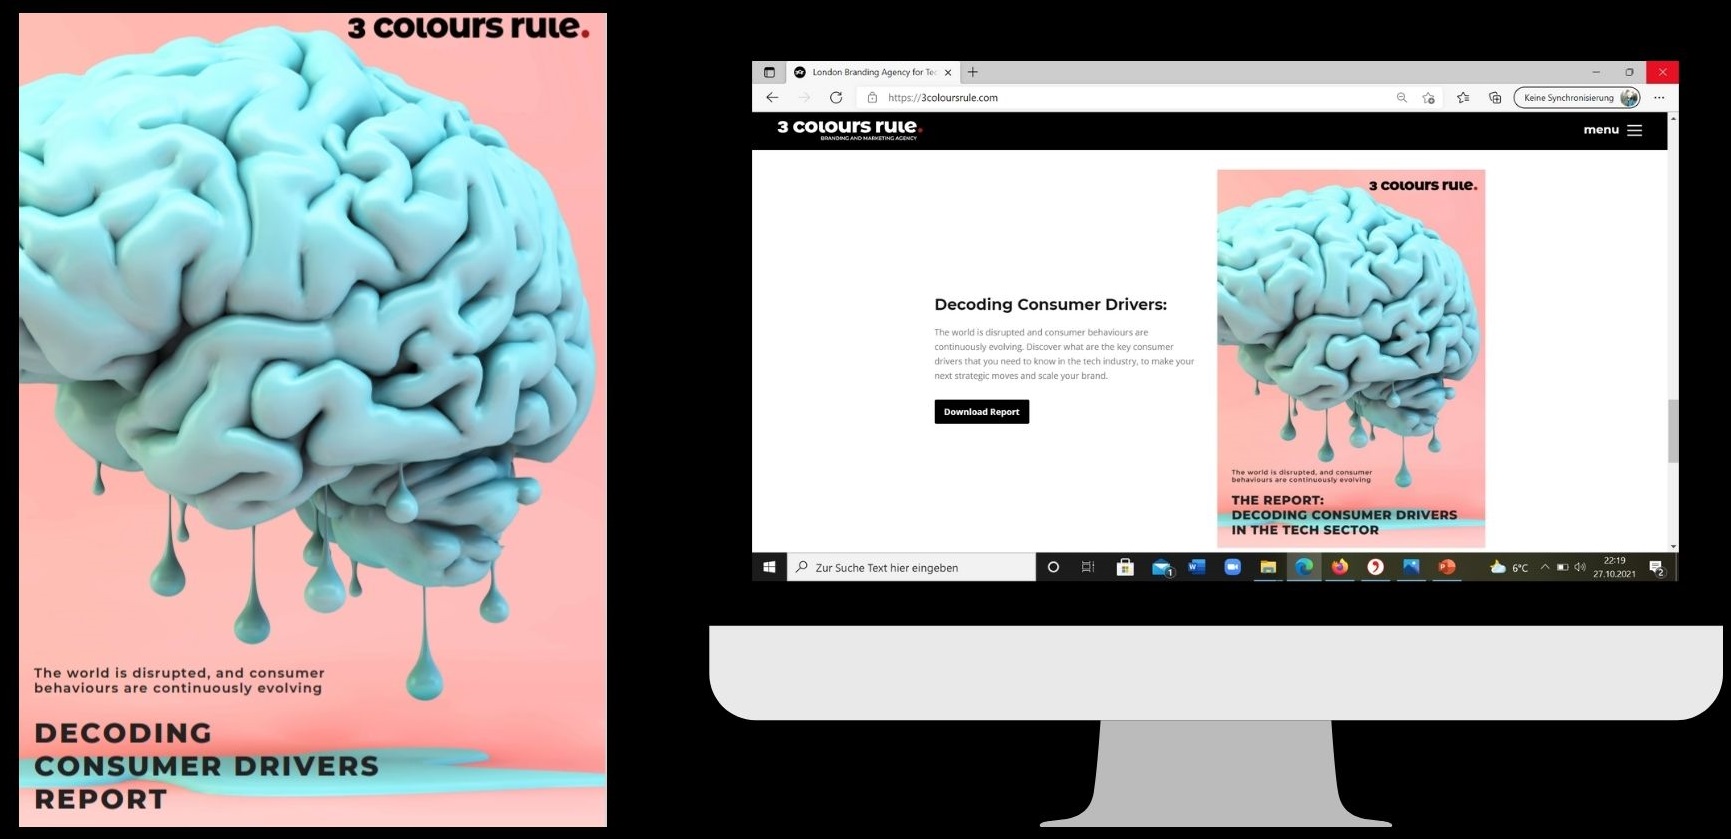 3 colours rule.
The world is disrupted, and consumer
behaviours are continuously evolving
DECODING
CONSUMER DRIVERS
REPORT
London Branding Agency for Tec
https://3coloursrule.com
Keine Synchronisierung
3 colours rule.
BRANDING AND MARKETING AGENCY
menu
Decoding Consumer Drivers:
The world is disrupted and consumer behaviours are
continuously evolving. Discover what are the key consumer
drivers that you need to know in the tech industry, to make your
next strategic moves and scale your brand.
Download Report
3 colours rule.
The world is disrupted, and consumer
behaviours are continuously evolving
THE REPORT:
DECODING CONSUMER DRIVERS
IN THE TECH SECTOR
Zur Suche Text hier eingeben
1
6°C
22:19
27.10.2021
2